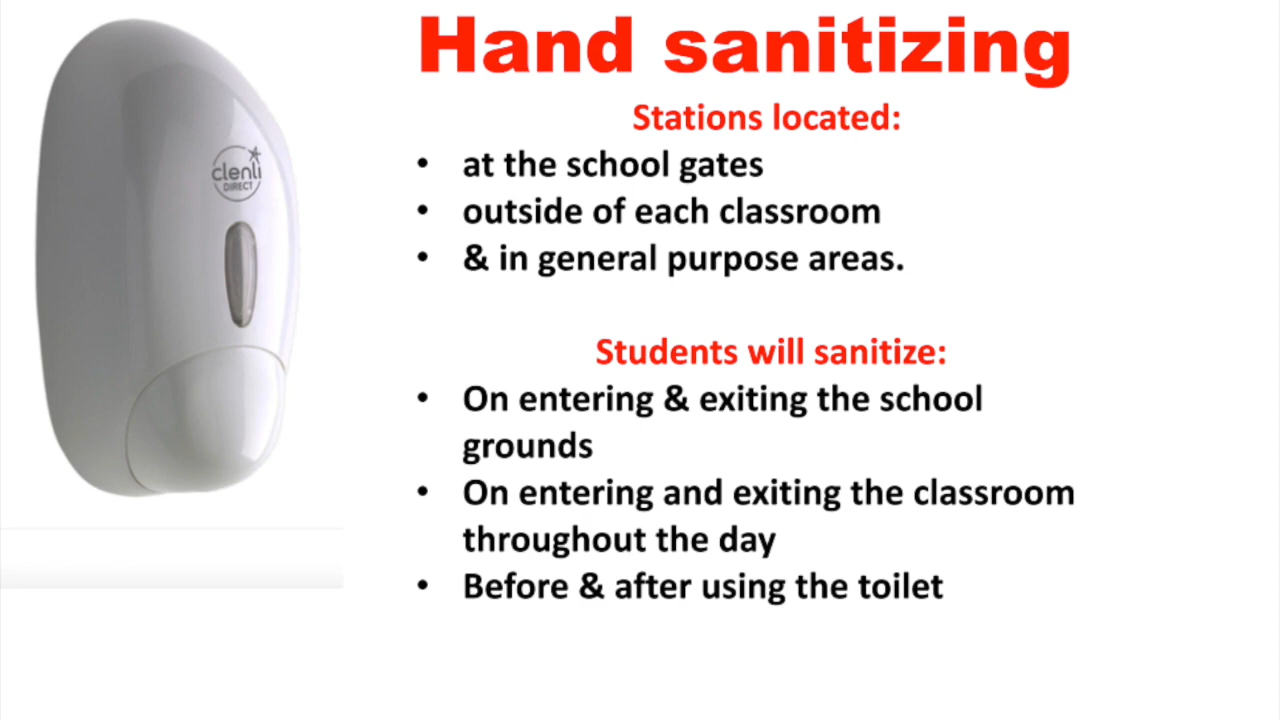 Hand sanitizing
Stations located:
• at the school gates
• outside of each classroom
• & in general purpose areas.
Students will sanitize:
• On entering & exiting the school
grounds
• On entering and exiting the classroom
throughout the day
• Before & after using the toilet
clenli
DIRECT